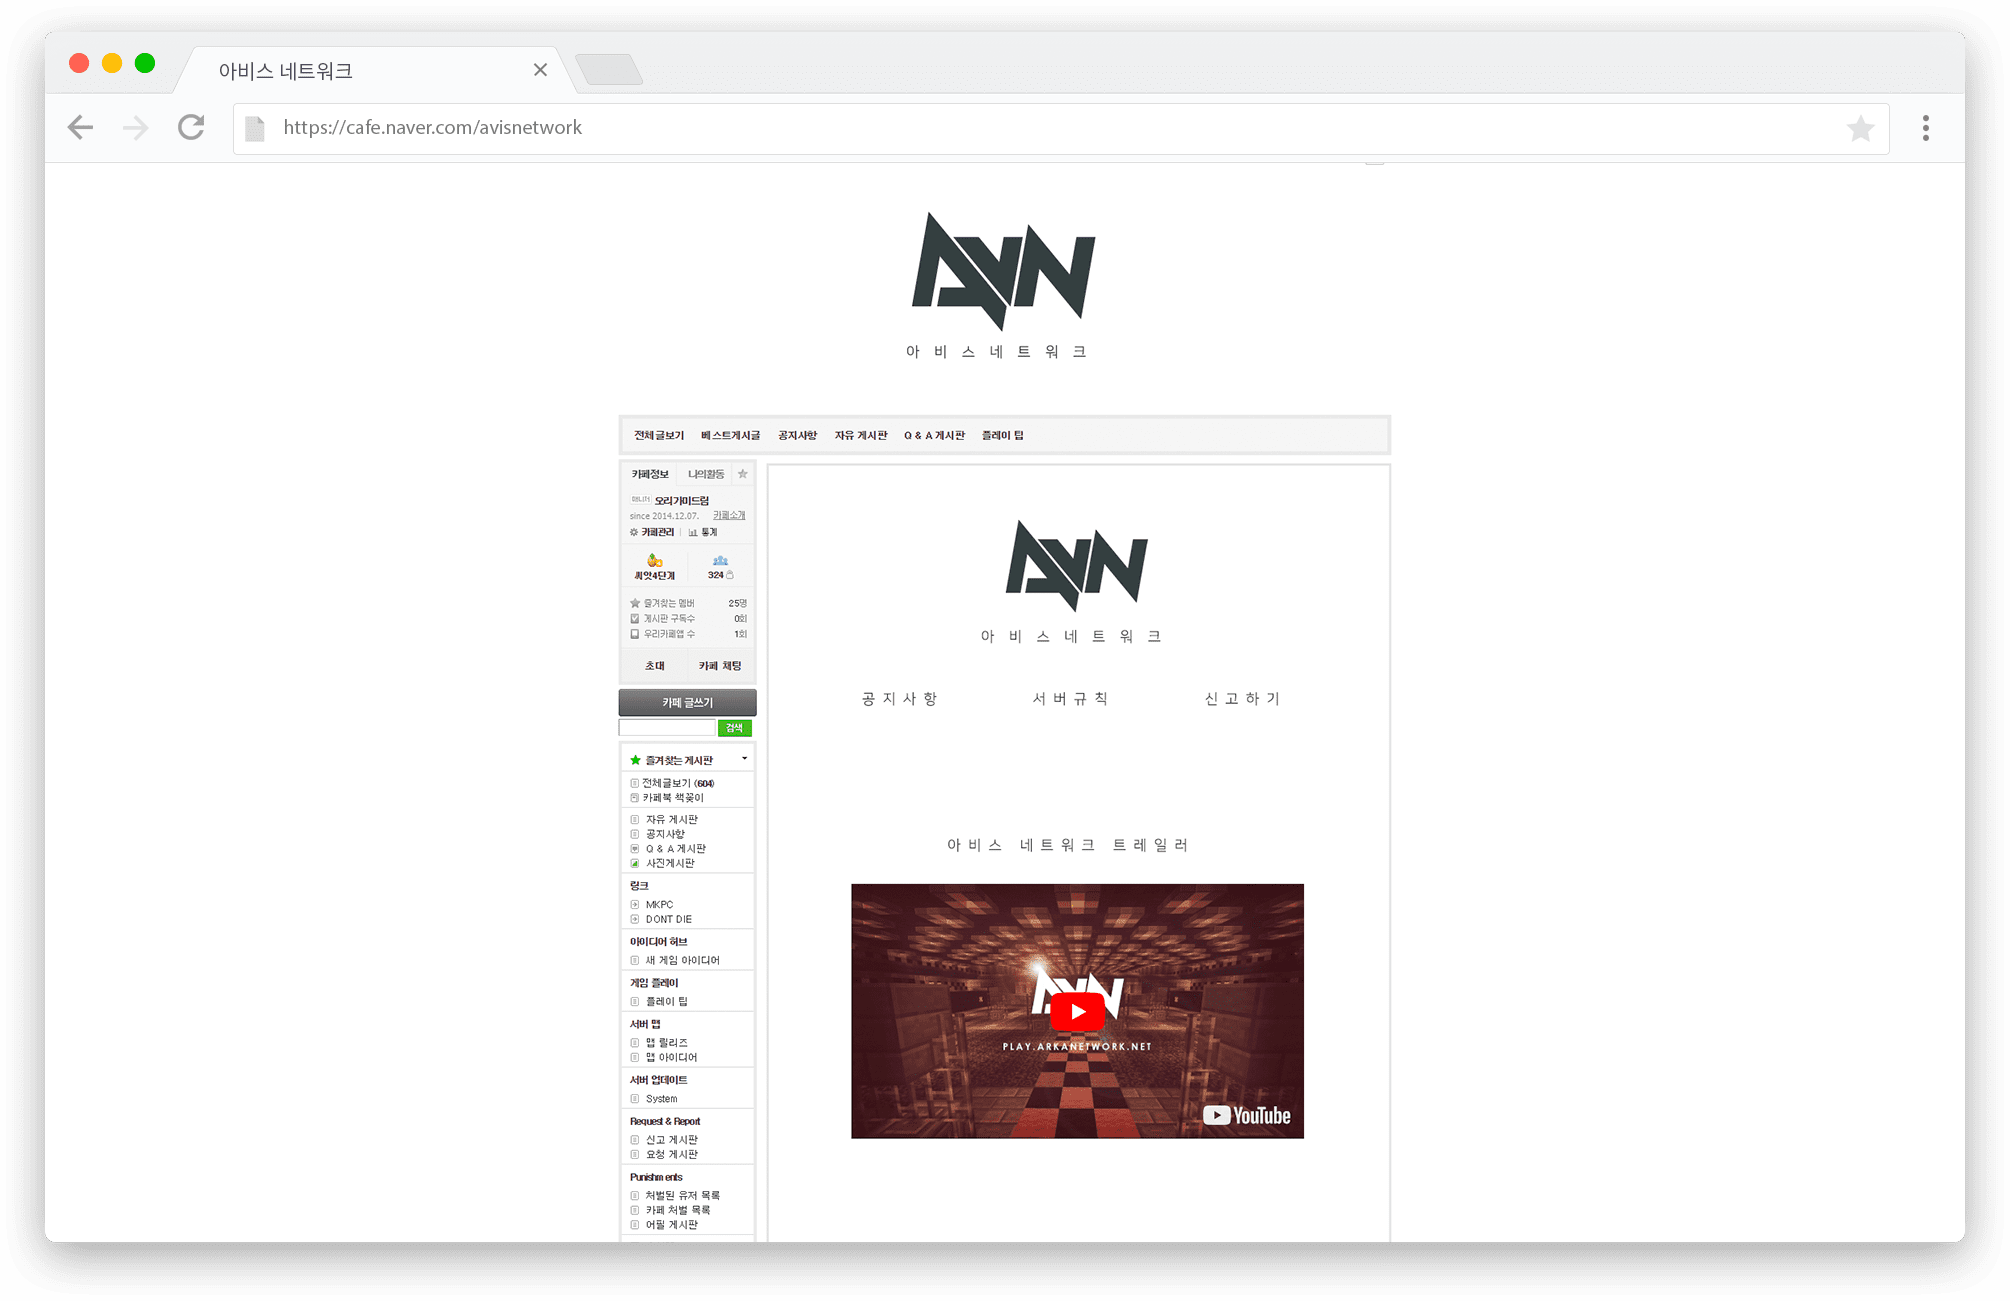 아비스 네트워크
https://cafe.naver.com/avisnetwork
AVN
아비스네트워크
전체글보기 베스트게시글 공지사항 자유 게시판 Q & A 게시판 플레이 팁
카페정보 나의활동
매니저 오리가미드림
since 2014.12.07. 카페소개
카페관리 통계
씨앗4단계 324
즐겨찾는 멤버 25명
게시판 구독수 0회
우리카페앱 수 1회
초대 카페 채팅
카페 글쓰기
검색
즐겨찾는 게시판
전체글보기 (604)
카페북 책꽂이
자유 게시판
공지사항
Q & A 게시판
사진게시판
링크
MKPC
DONT DIE
아이디어 허브
새 게임 아이디어
게임 플레이
플레이 팁
서버 맵
맵 릴리즈
맵 아이디어
서버 업데이트
System
Request & Report
신고 게시판
요청 게시판
Punishments
처벌된 유저 목록
카페 처벌 목록
어필 게시판
AVN
아비스네트워크
공지사항 서버규칙 신고하기
아비스 네트워크 트레일러
AVN
PLAY.ARKANETWORK.NET
YouTube